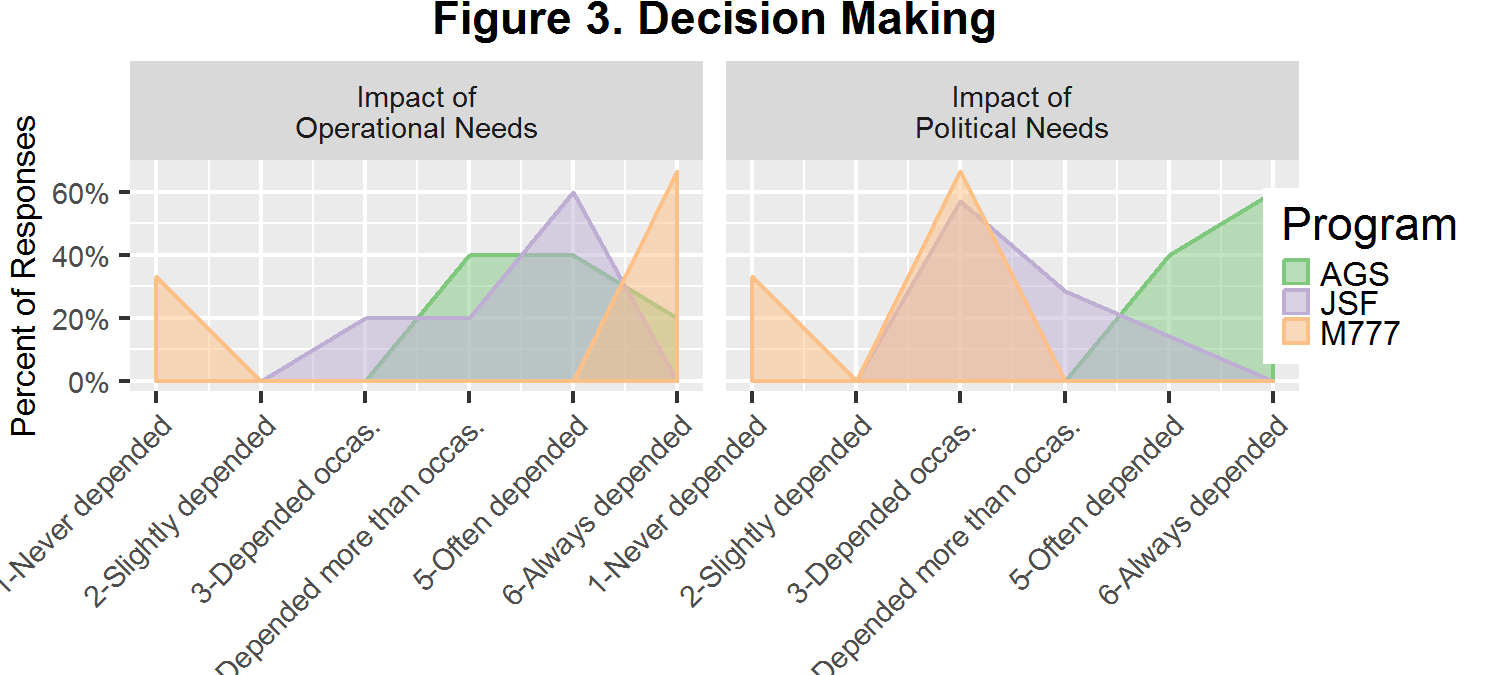 Figure 3. Decision Making
Impact of
Operational Needs
Impact of
Political Needs
Percent of Responses
60%
40%
20%
0%
1-Never depended
2-Slightly depended
3-Depended occas.
Depended more than occas.
5-Often depended
6-Always depended
1-Never depended
2-Slightly depended
3-Depended occas.
Depended more than occas.
5-Often depended
6-Always depended
Program
AGS
JSF
M777